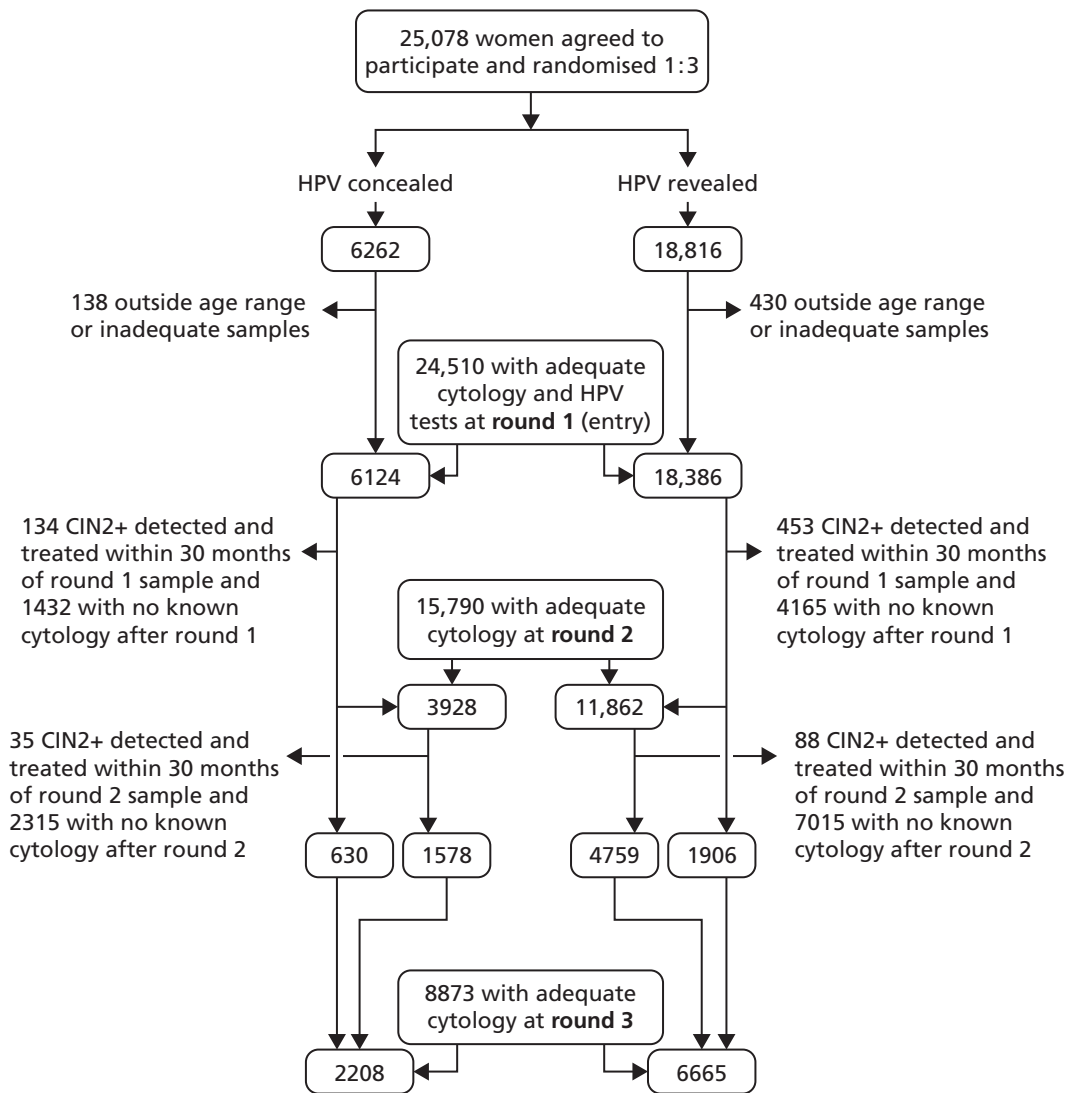 25,078 women agreed to
participate and randomised 1:3
HPV concealed
HPV revealed
6262
18,816
138 outside age range
or inadequate samples
430 outside age range
or inadequate samples
24,510 with adequate
cytology and HPV
tests at round 1 (entry)
6124
18,386
134 CIN2+ detected and
treated within 30 months
of round 1 sample and
1432 with no known
cytology after round 1
453 CIN2+ detected and
treated within 30 months
of round 1 sample and
4165 with no known
cytology after round 1
15,790 with adequate
cytology at round 2
3928
11,862
35 CIN2+ detected and
treated within 30 months
of round 2 sample and
2315 with no known
cytology after round 2
88 CIN2+ detected and
treated within 30 months
of round 2 sample and
7015 with no known
cytology after round 2
630
1578
4759
1906
8873 with adequate
cytology at round 3
2208
6665